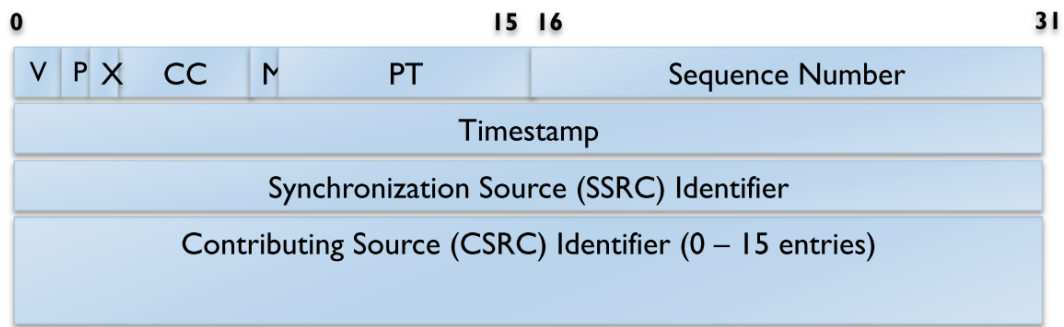 0 15 16 31
V P X CC M PT Sequence Number
Timestamp
Synchronization Source (SSRC) Identifier
Contributing Source (CSRC) Identifier (0 – 15 entries)